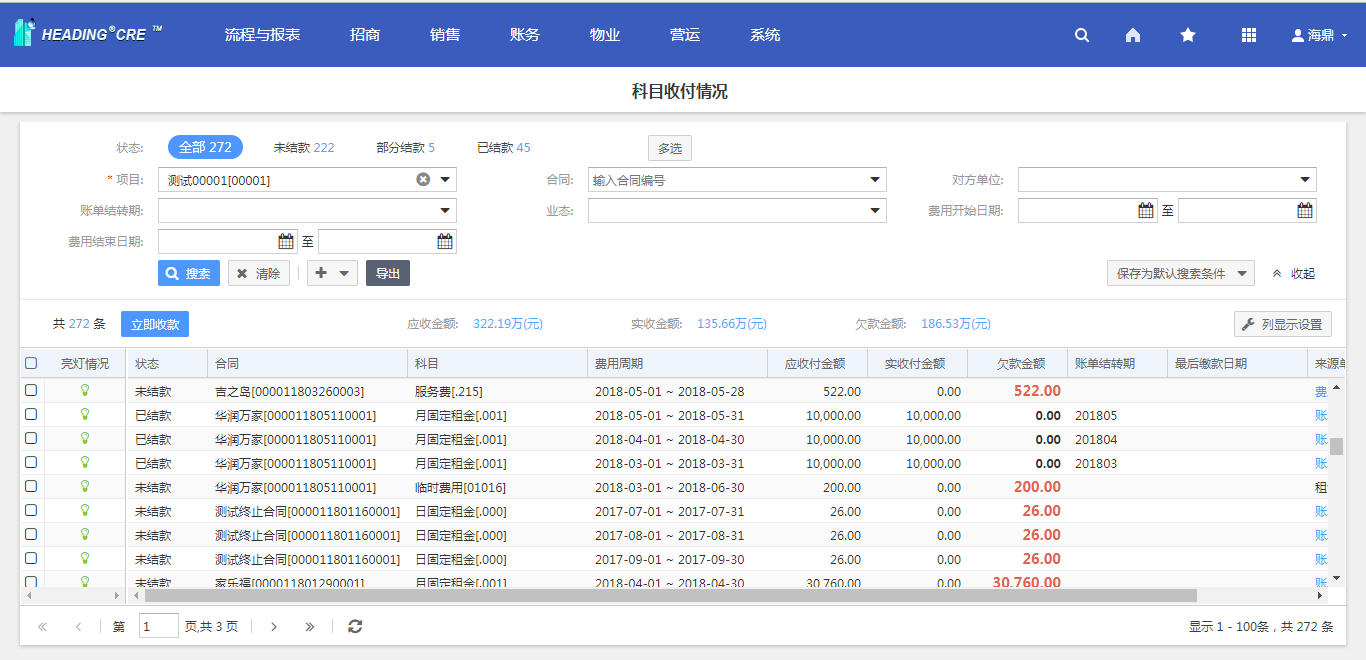 HEADING®CRE ™ 流程与报表 招商 销售 账务 物业 营运 系统 海鼎
科目收付情况
状态: 全部 272 未结款 222 部分结款 5 已结款 45 多选
* 项目: 测试00001[00001] 合同: 输入合同编号 对方单位:
账单结转期: 业态: 费用开始日期: 至
费用结束日期: 至
搜索 清除 导出 保存为默认搜索条件 收起
共 272 条 立即收款 应收金额: 322.19万(元) 实收金额: 135.66万(元) 欠款金额: 186.53万(元) 列显示设置
亮灯情况 状态 合同 科目 费用周期 应收付金额 实收付金额 欠款金额 账单结转期 最后缴款日期 来源单
未结款 吉之岛[000011803260003] 服务费[.215] 2018-05-01 ~ 2018-05-28 522.00 0.00 522.00 费
已结款 华润万家[000011805110001] 月固定租金[.001] 2018-05-01 ~ 2018-05-31 10,000.00 10,000.00 0.00 201805 账
已结款 华润万家[000011805110001] 月固定租金[.001] 2018-04-01 ~ 2018-04-30 10,000.00 10,000.00 0.00 201804 账
已结款 华润万家[000011805110001] 月固定租金[.001] 2018-03-01 ~ 2018-03-31 10,000.00 10,000.00 0.00 201803 账
未结款 华润万家[000011805110001] 临时费用[01016] 2018-03-01 ~ 2018-06-30 200.00 0.00 200.00 租
未结款 测试终止合同[000011801160001] 日固定租金[.000] 2017-07-01 ~ 2017-07-31 26.00 0.00 26.00 账
未结款 测试终止合同[000011801160001] 日固定租金[.000] 2017-08-01 ~ 2017-08-31 26.00 0.00 26.00 账
未结款 测试终止合同[000011801160001] 日固定租金[.000] 2017-09-01 ~ 2017-09-30 26.00 0.00 26.00 账
未结款 家乐福[000011801290001] 月固定租金[.001] 2018-04-01 ~ 2018-04-30 30,760.00 0.00 30,760.00 账
第 1 页,共 3 页 显示 1 - 100条，共 272 条